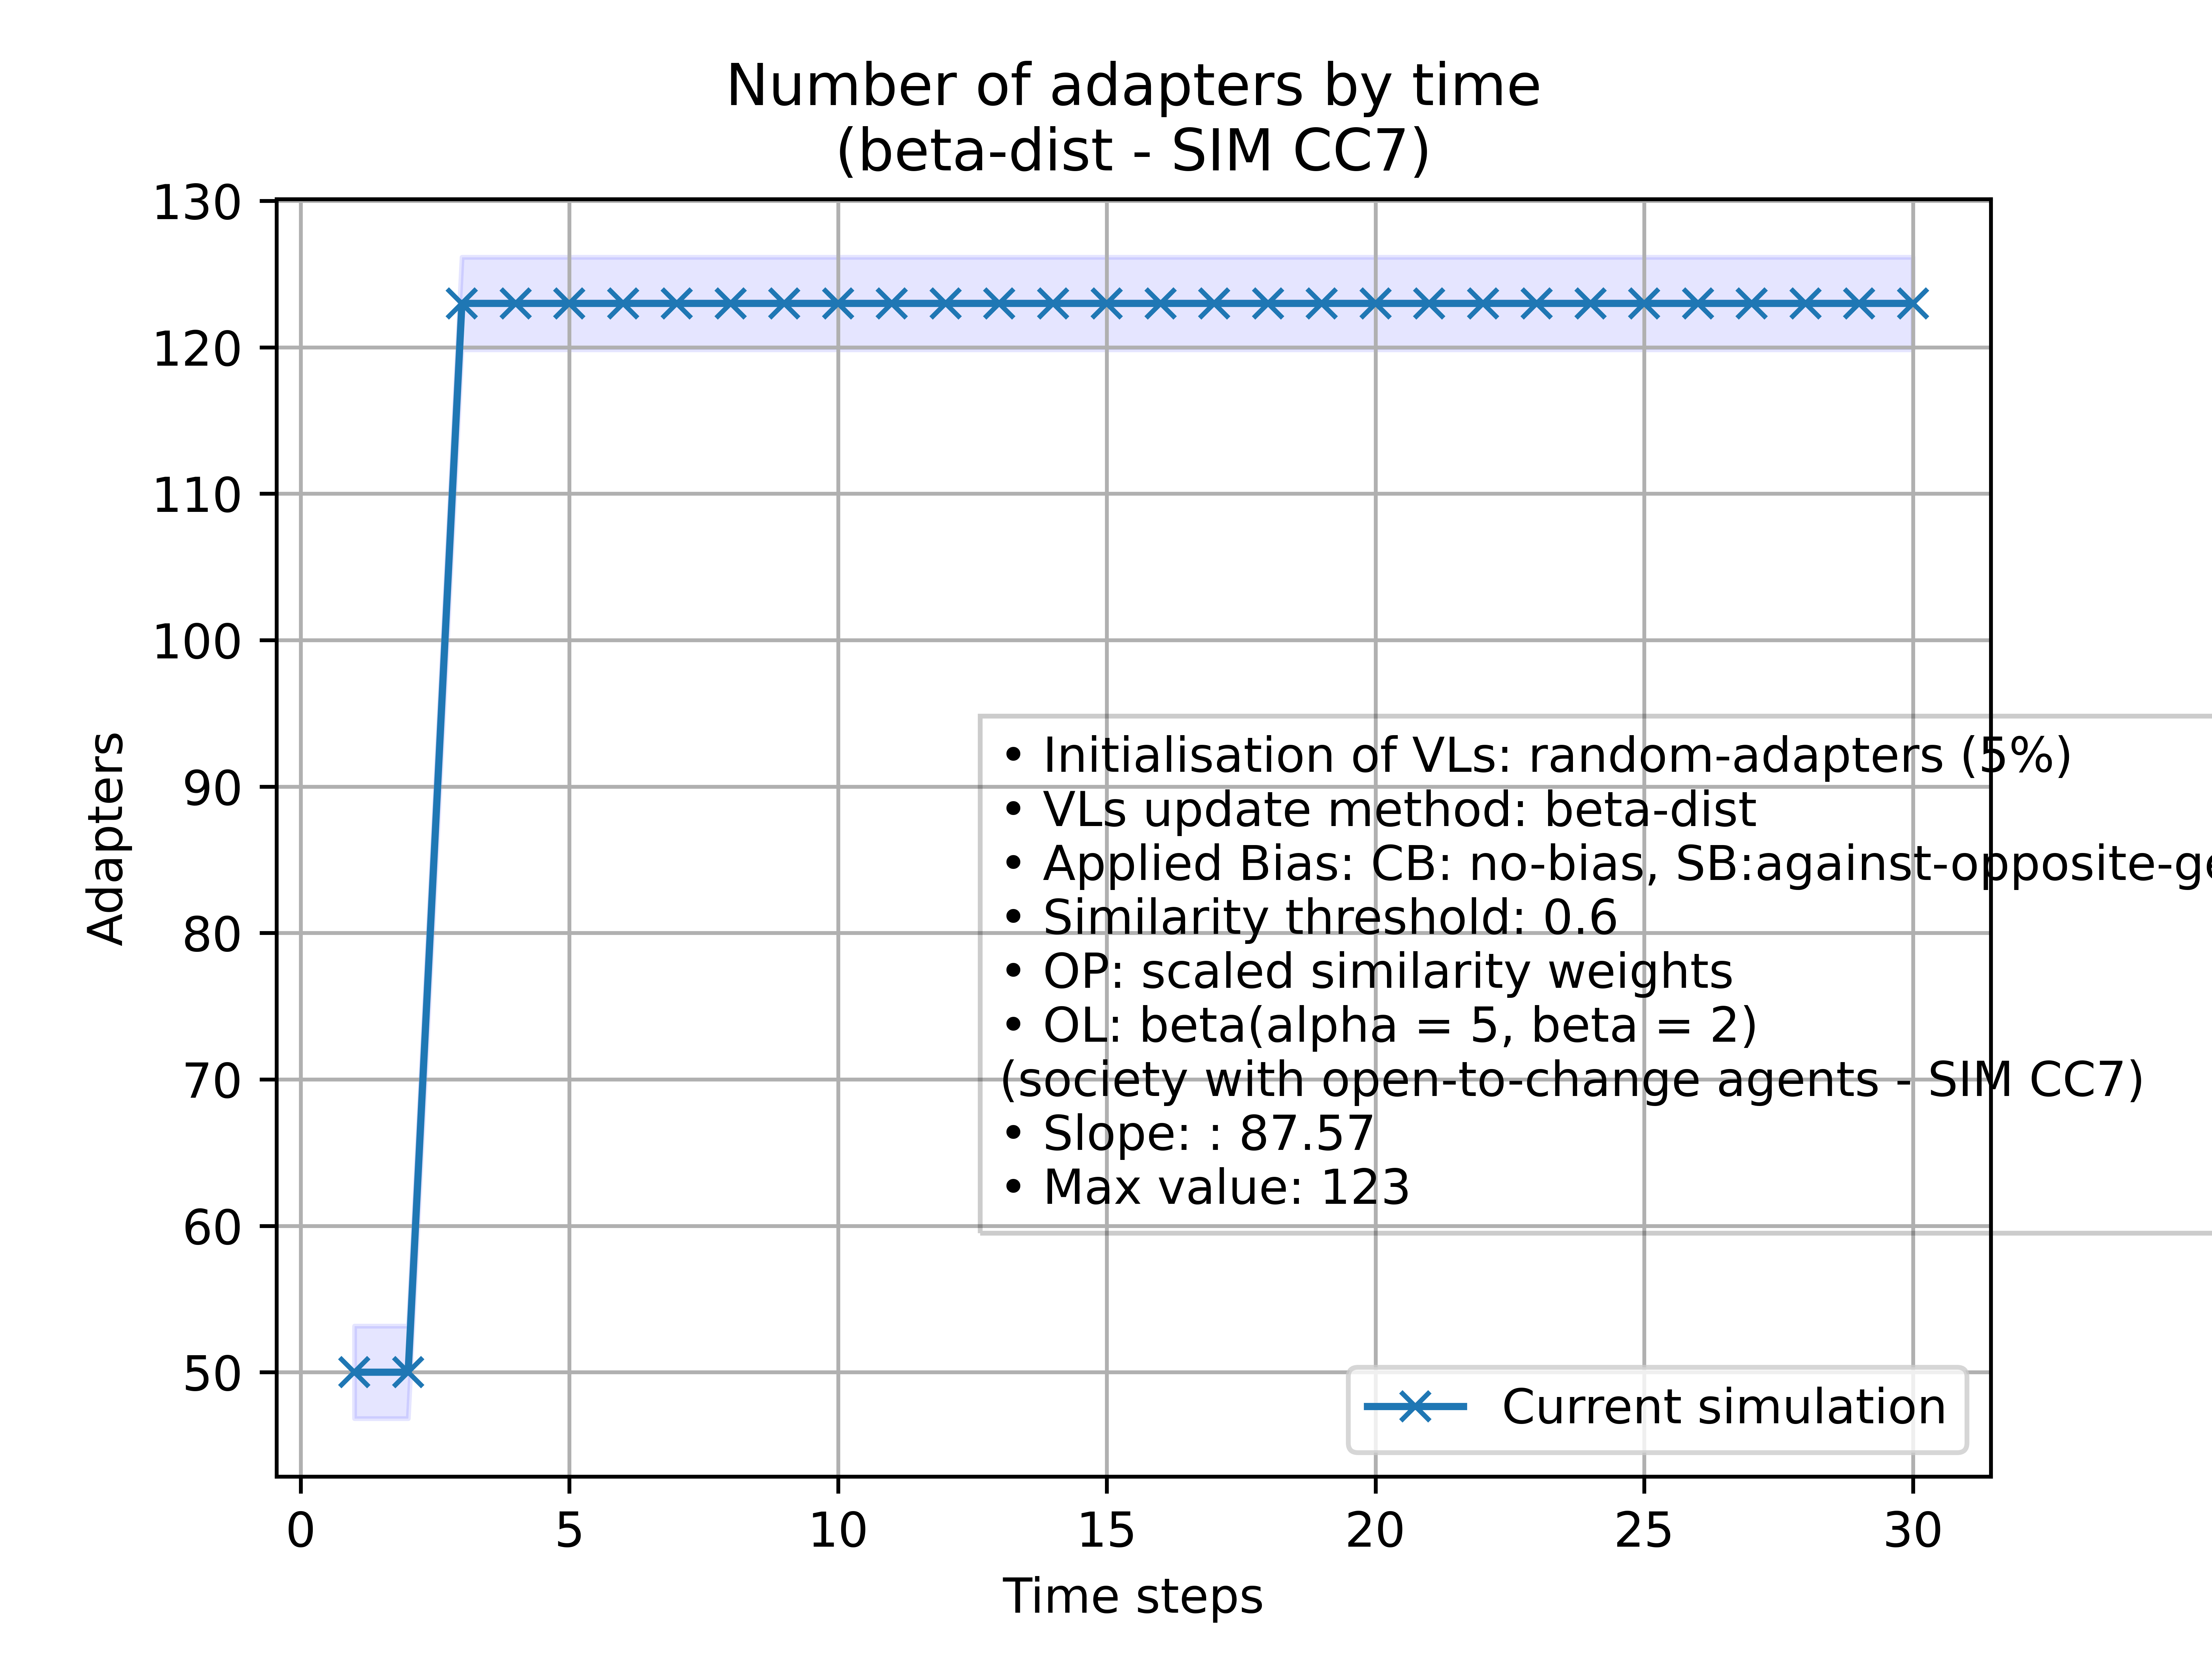 Number of adapters by time
(beta-dist - SIM CC7)
130
120
110
100
90
80
70
60
50
Adapters
• Initialisation of VLs: random-adapters (5%)
• VLs update method: beta-dist
• Applied Bias: CB: no-bias, SB:against-opposite-ge
• Similarity threshold: 0.6
• OP: scaled similarity weights
• OL: beta(alpha = 5, beta = 2)
(society with open-to-change agents - SIM CC7)
• Slope: : 87.57
• Max value: 123
Current simulation
0 5 10 15 20 25 30
Time steps